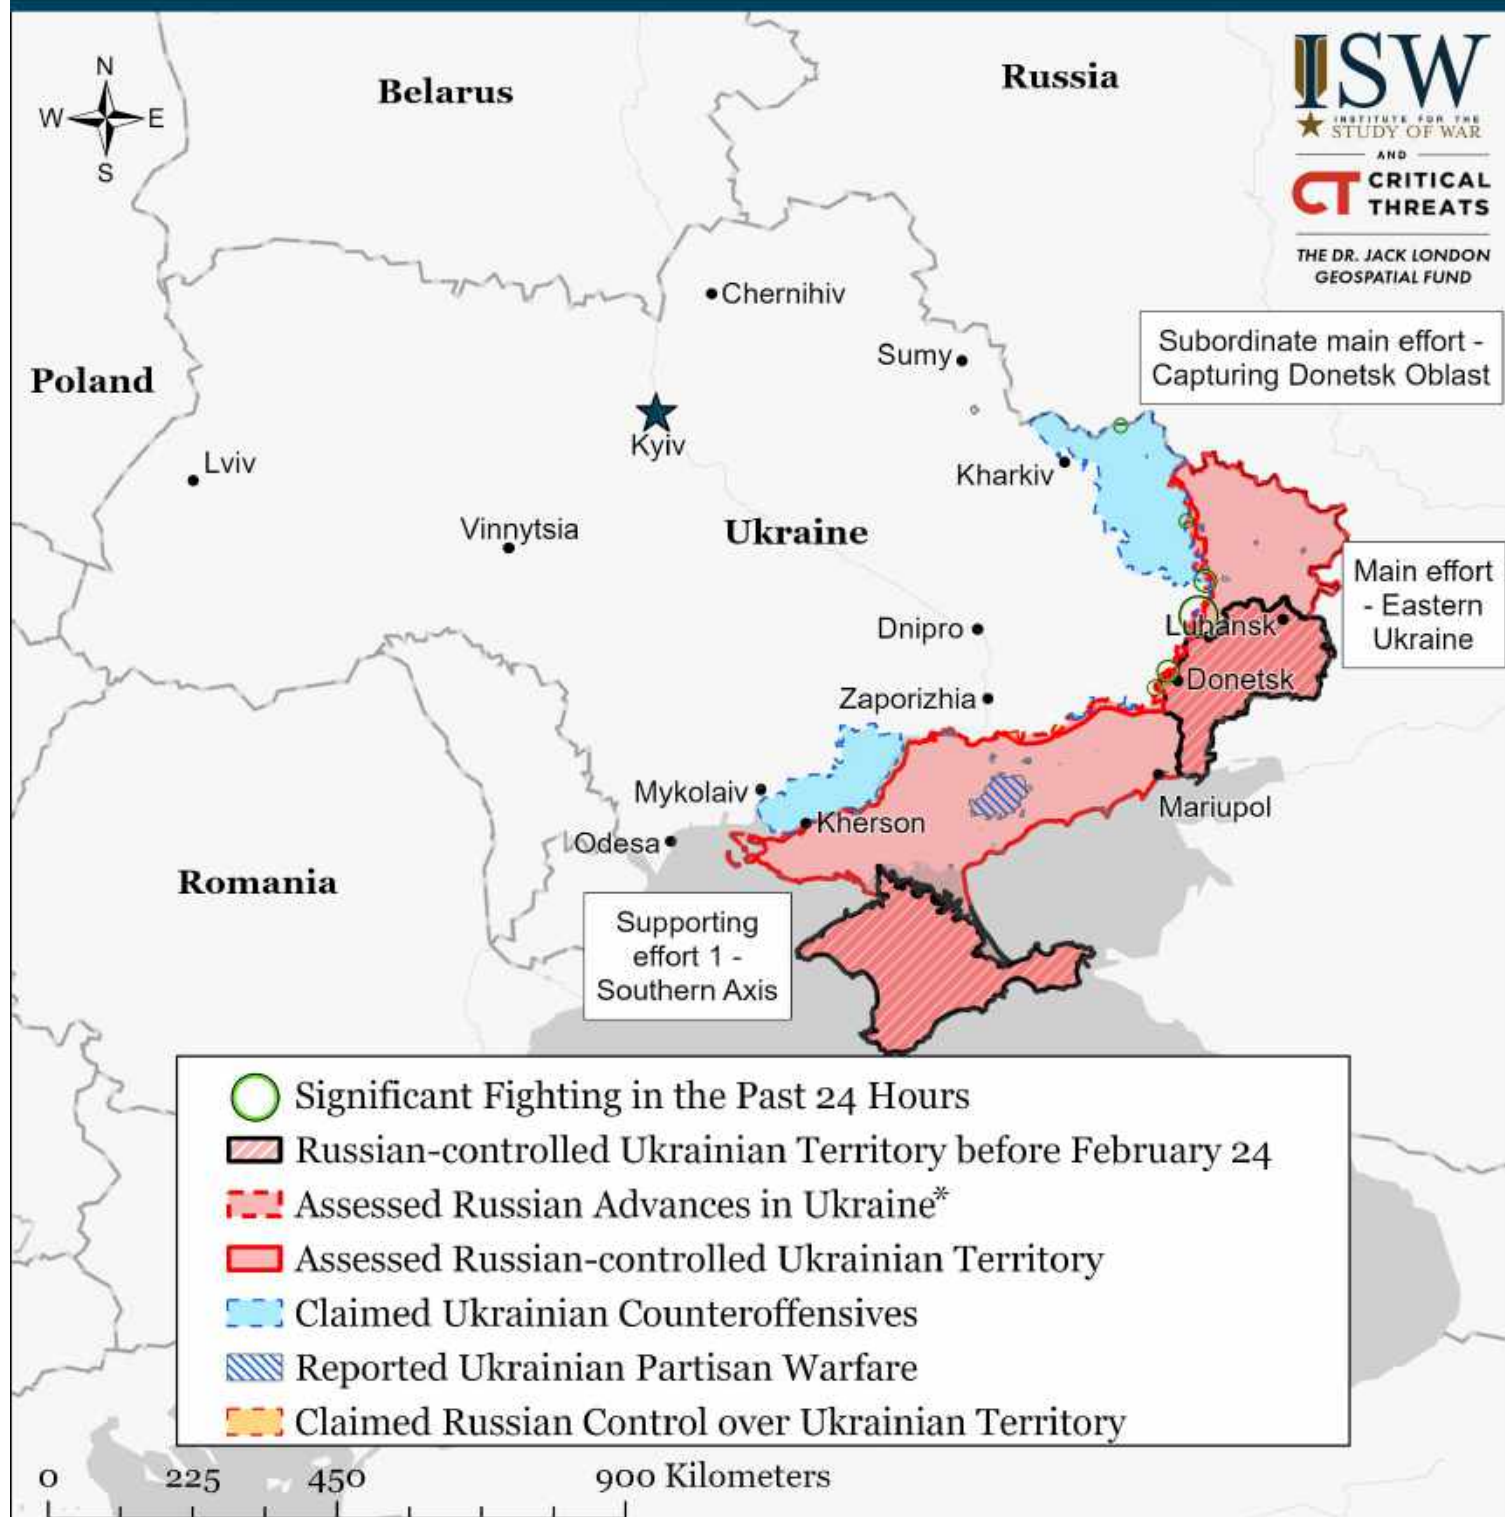 N
W
E
S
Belarus
Russia
ISW
INSTITUTE FOR THE
STUDY OF WAR
AND
CT CRITICAL
THREATS
THE DR. JACK LONDON
GEOSPATIAL FUND
Chernihiv
Sumy
Subordinate main effort -
Capturing Donetsk Oblast
Poland
Kyiv
Lviv
Kharkiv
Vinnytsia
Ukraine
Main effort
- Eastern
Ukraine
Dnipro
Luhansk
Donetsk
Zaporizhia
Mykolaiv
Mariupol
Kherson
Odesa
Romania
Supporting
effort 1 -
Southern Axis
Significant Fighting in the Past 24 Hours
Russian-controlled Ukrainian Territory before February 24
Assessed Russian Advances in Ukraine*
Assessed Russian-controlled Ukrainian Territory
Claimed Ukrainian Counteroffensives
Reported Ukrainian Partisan Warfare
Claimed Russian Control over Ukrainian Territory
0 225 450 900 Kilometers